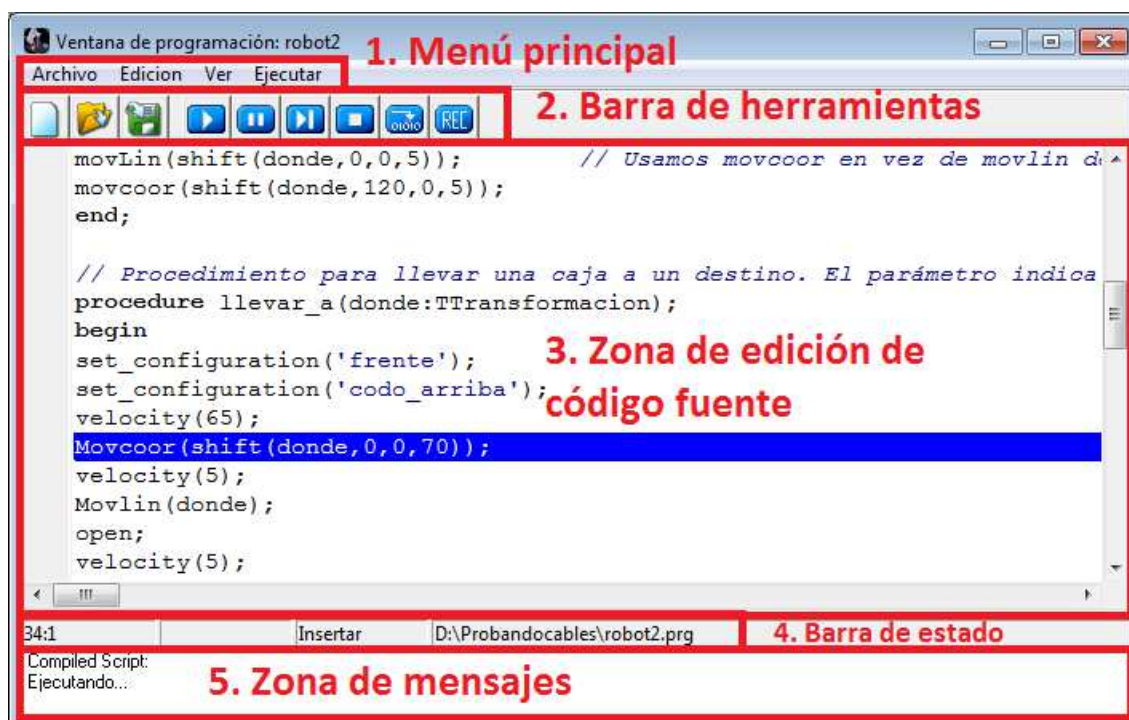 Ventana de programación: robot2
1. Menú principal
Archivo Edicion Ver Ejecutar
2. Barra de herramientas
REC
movLin(shift(donde,0,0,5)); // Usamos movcoor en vez de movlin d
movcoor(shift(donde,120,0,5));
end;
// Procedimiento para llevar una caja a un destino. El parámetro indica
procedure llevar_a(donde:TTransformacion);
begin
set_configuration('frente');
set_configuration('codo_arriba');
3. Zona de edición de
código fuente
velocity(65);
Movcoor(shift(donde,0,0,70));
velocity(5);
Movlin(donde);
open;
velocity(5);
34:1 Insertar D:\Probandocables\robot2.prg
4. Barra de estado
Compiled Script:
Ejecutando...
5. Zona de mensajes